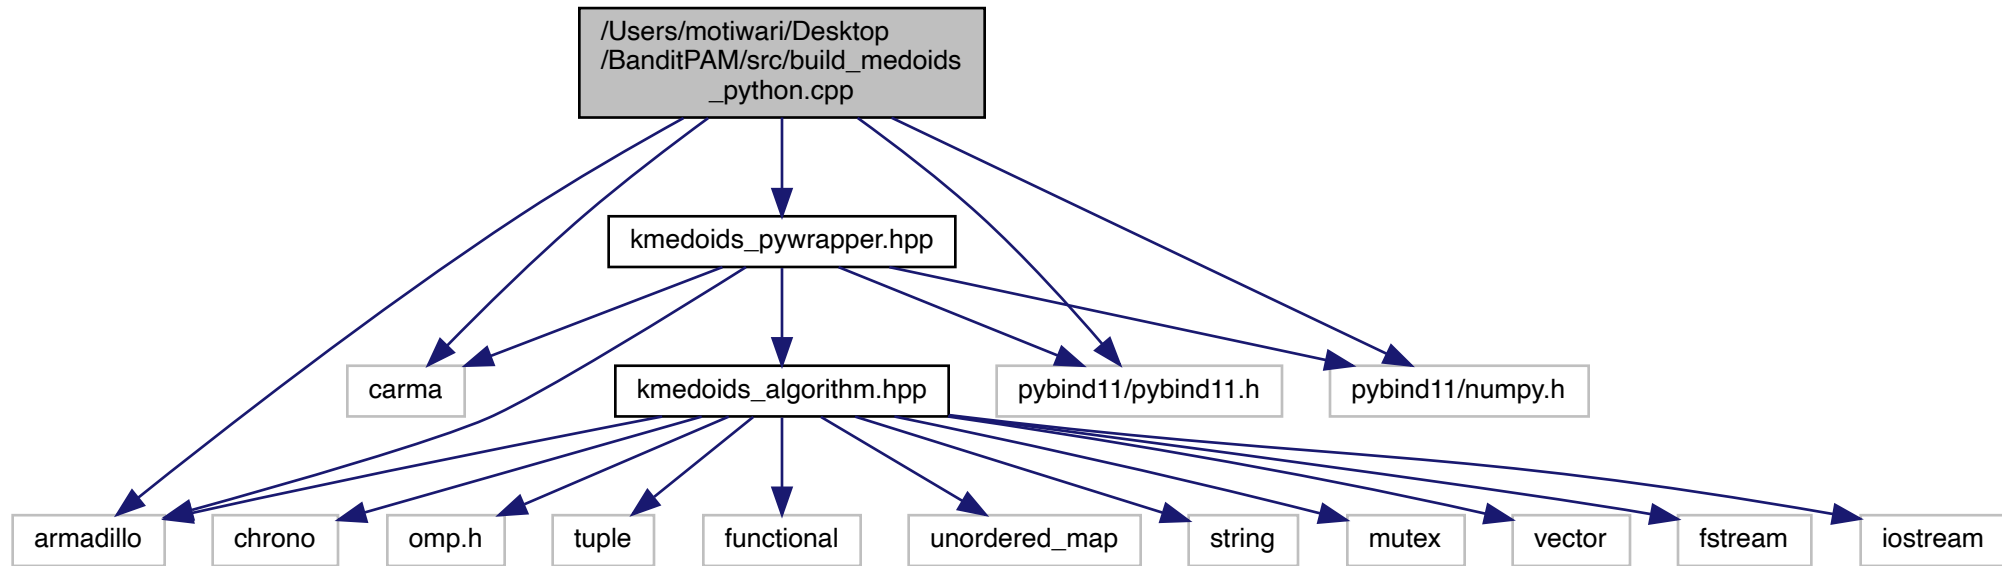 /Users/motiwari/Desktop
/BanditPAM/src/build_medoids
_python.cpp
kmedoids_pywrapper.hpp
carma
kmedoids_algorithm.hpp
pybind11/pybind11.h
pybind11/numpy.h
armadillo
chrono
omp.h
tuple
functional
unordered_map
string
mutex
vector
fstream
iostream